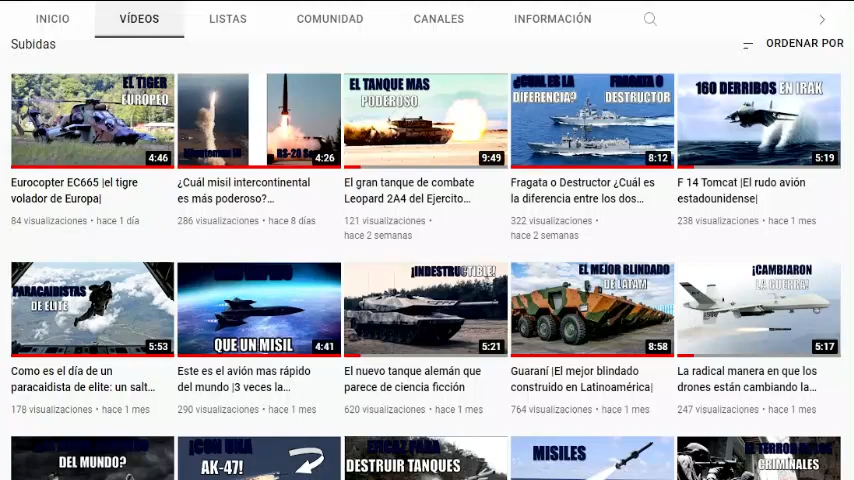 INICIO
VÍDEOS
LISTAS
COMUNIDAD
CANALES
INFORMACIÓN
Subidas
ORDENAR POR
EL TIGER
EUROPEO
4:46
4:26
EL TANQUE MAS
PODEROSO
9:49
¿CUAL ES LA
DIFERENCIA?
FRAGATA O
DESTRUCTOR
8:12
160 DERRIBOS EN IRAK
5:19
Eurocopter EC665 |el tigre
volador de Europa|
84 visualizaciones • hace 1 día
¿Cuál misil intercontinental
es más poderoso?...
286 visualizaciones • hace 8 días
El gran tanque de combate
Leopard 2A4 del Ejercito...
121 visualizaciones •
hace 2 semanas
Fragata o Destructor ¿Cuál es
la diferencia entre los dos...
322 visualizaciones •
hace 2 semanas
F 14 Tomcat |El rudo avión
estadounidense|
238 visualizaciones • hace 1 mes
PARACAIDISTAS
DE ELITE
5:53
QUE UN MISIL
4:41
¡INDESTRUCTIBLE!
5:21
EL MEJOR BLINDADO
DE LATAM
8:58
¡CAMBIARON
LA GUERRA!
5:17
Como es el día de un
paracaidista de elite: un salt...
178 visualizaciones • hace 1 mes
Este es el avión mas rápido
del mundo |3 veces la...
290 visualizaciones • hace 1 mes
El nuevo tanque alemán que
parece de ciencia ficción
620 visualizaciones • hace 1 mes
Guaraní |El mejor blindado
construido en Latinoamérica|
764 visualizaciones • hace 1 mes
La radical manera en que los
drones están cambiando la...
247 visualizaciones • hace 1 mes
DEL MUNDO?
¡CON UNA
AK-47!
EFICAZ PARA
DESTRUIR TANQUES
MISILES
CRIMINALES